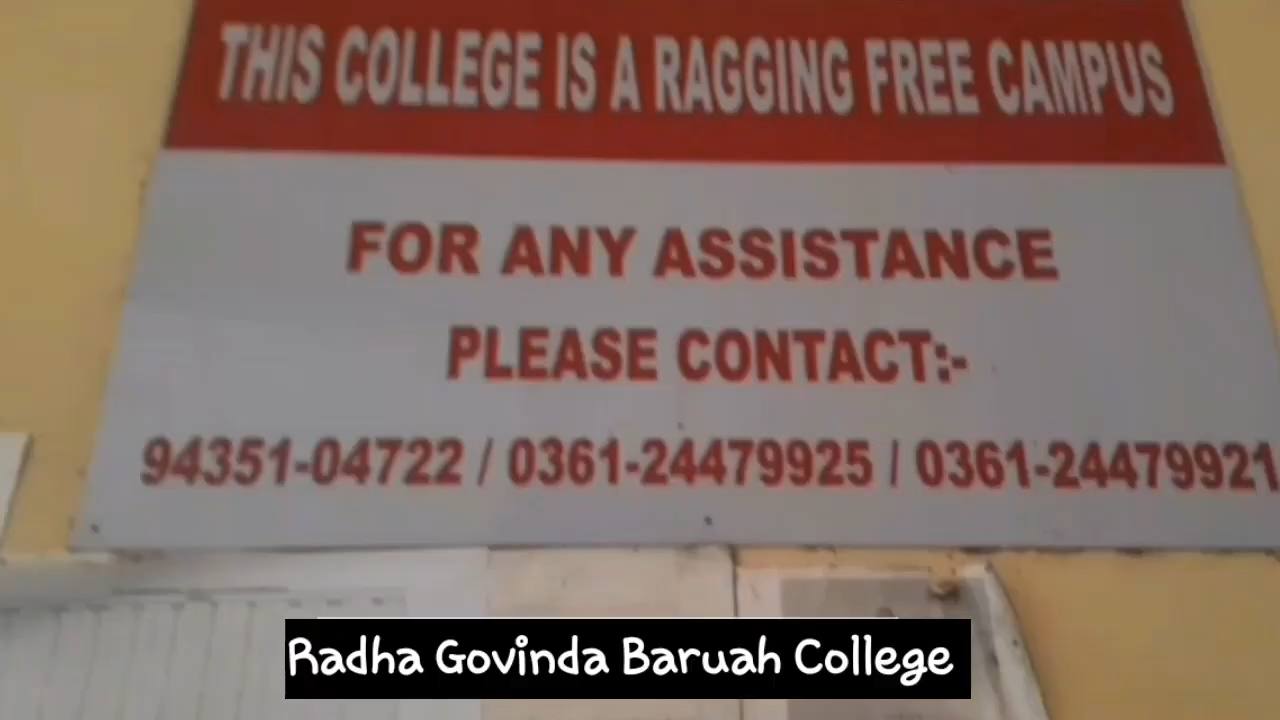 THIS COLLEGE IS A RAGGING FREE CAMPUS
FOR ANY ASSISTANCE
PLEASE CONTACT:-
94351-04722 / 0361-24479925 / 0361-24479921
Radha Govinda Baruah College